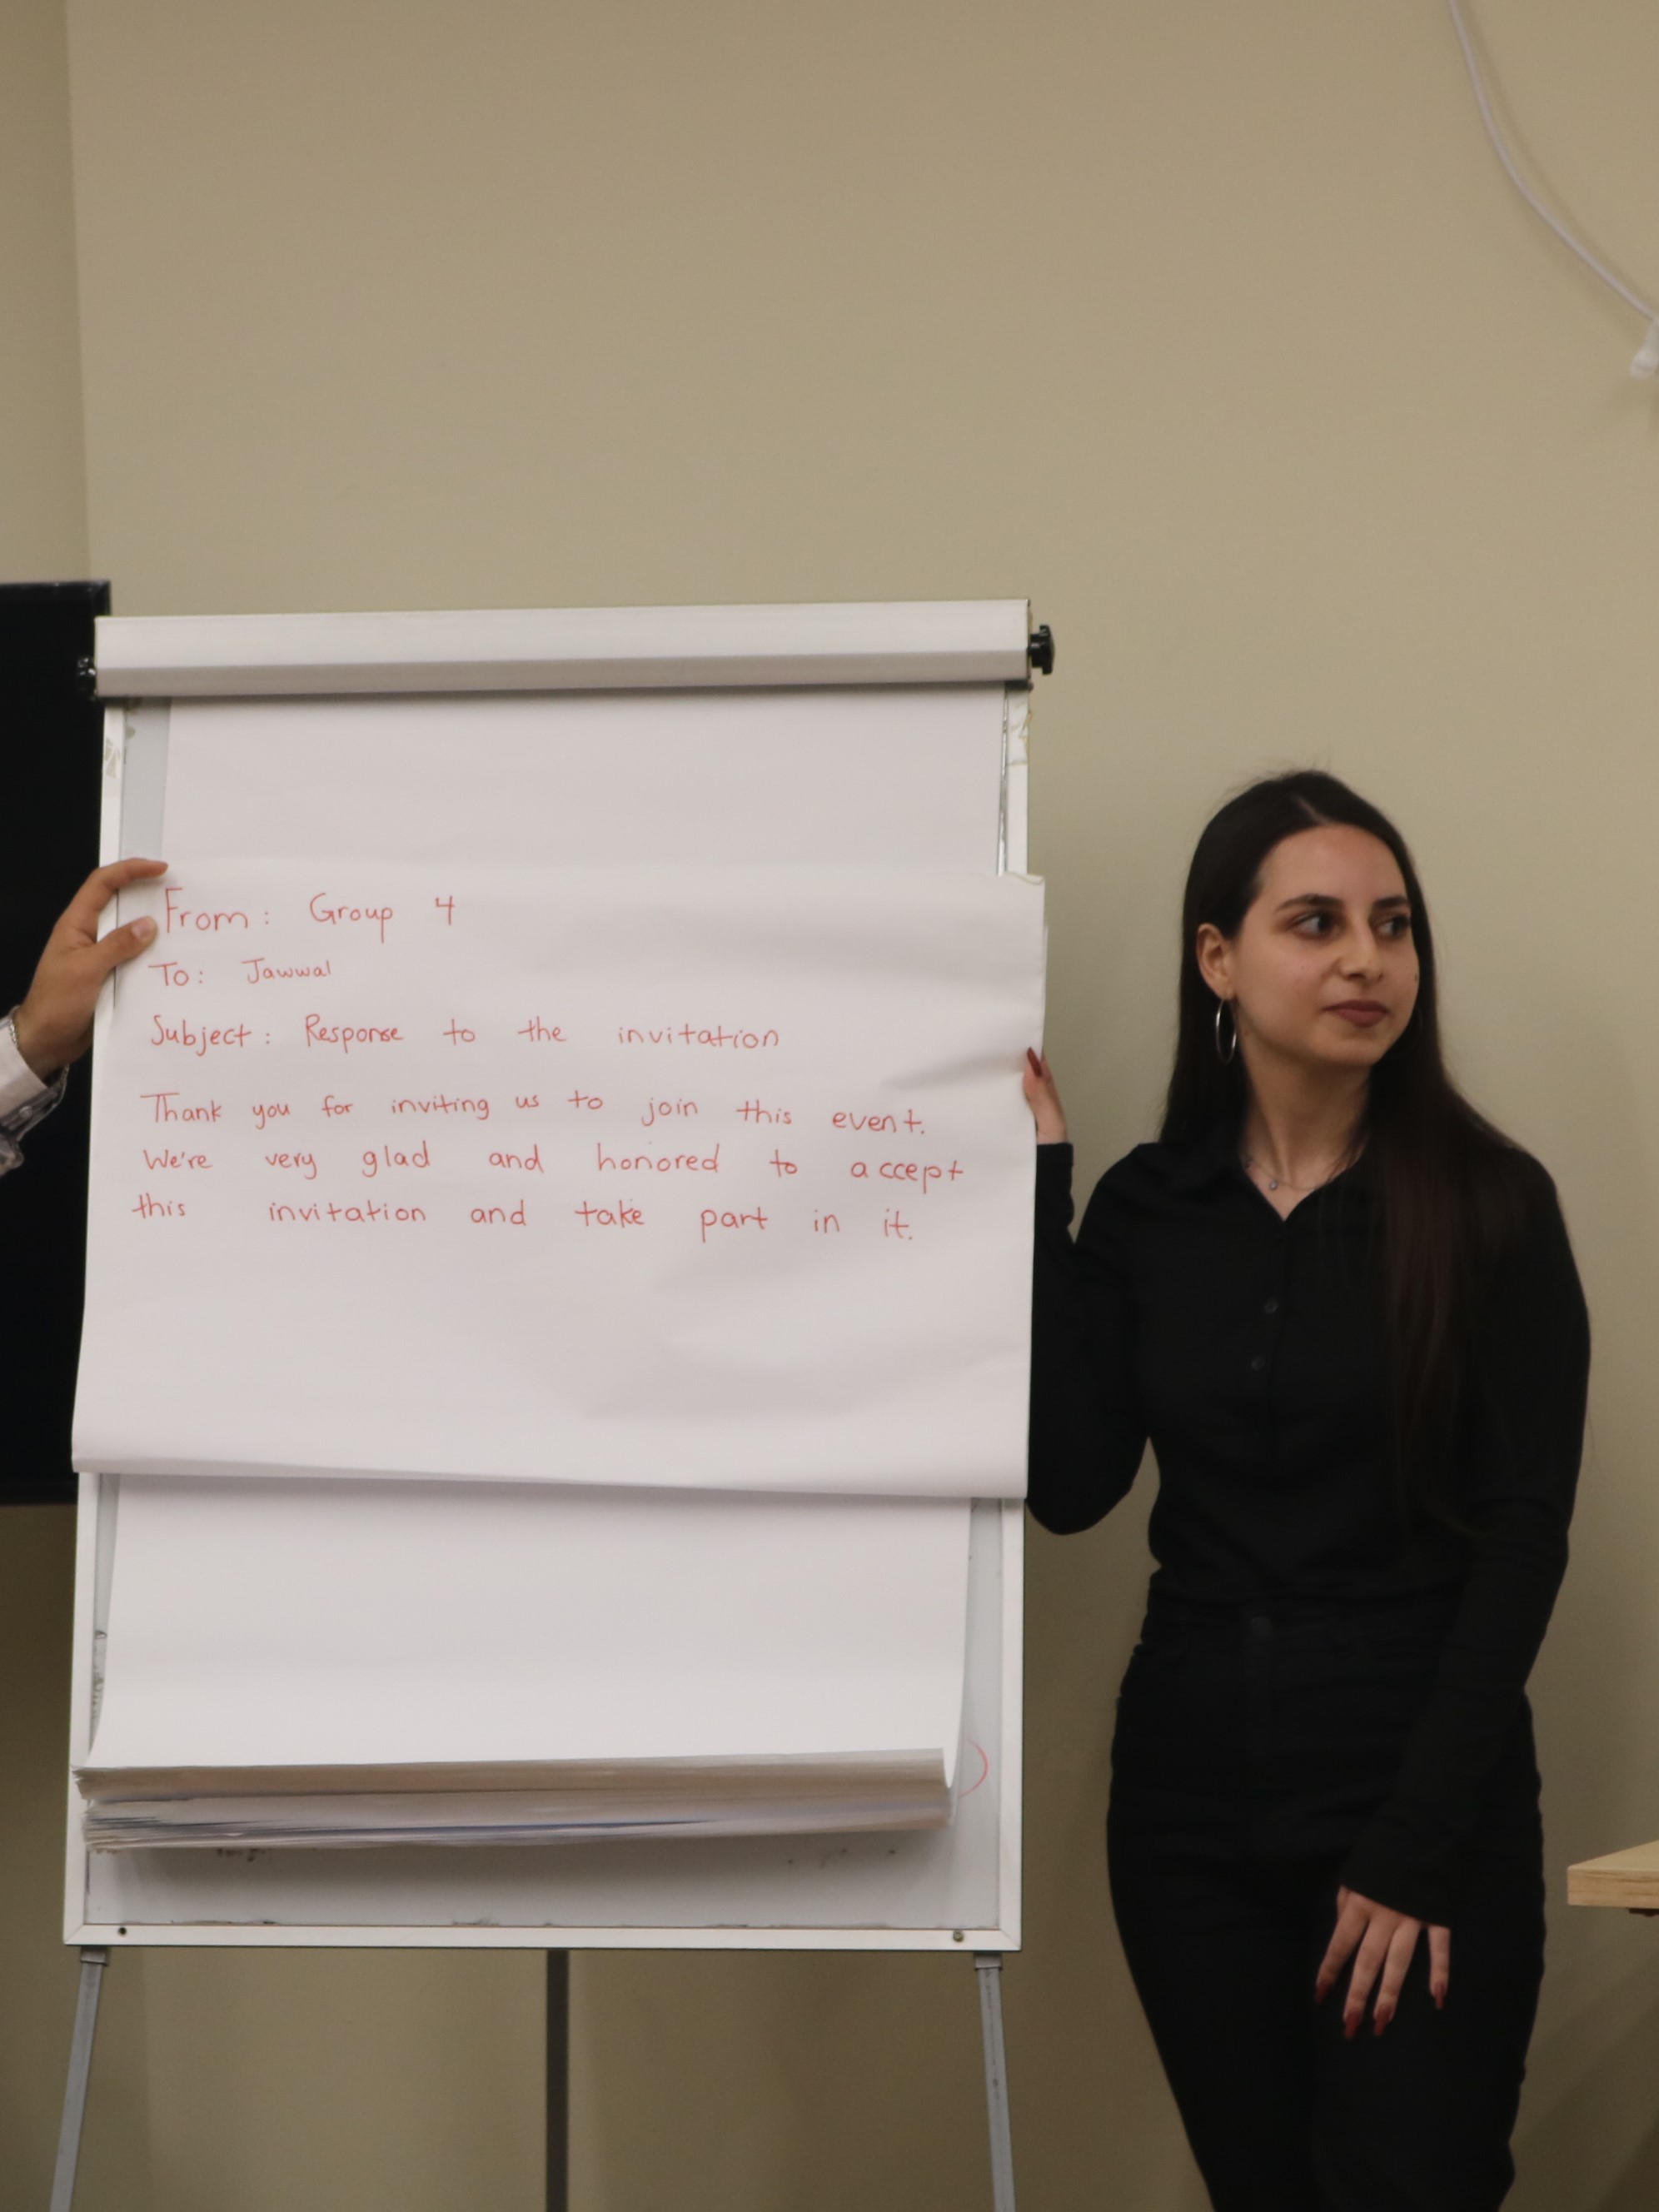 From: Group 4
To: Jawwal
Subject: Response to the invitation
Thank you for inviting us to join this event.
We're very glad and honored to accept
this invitation and take part in it.